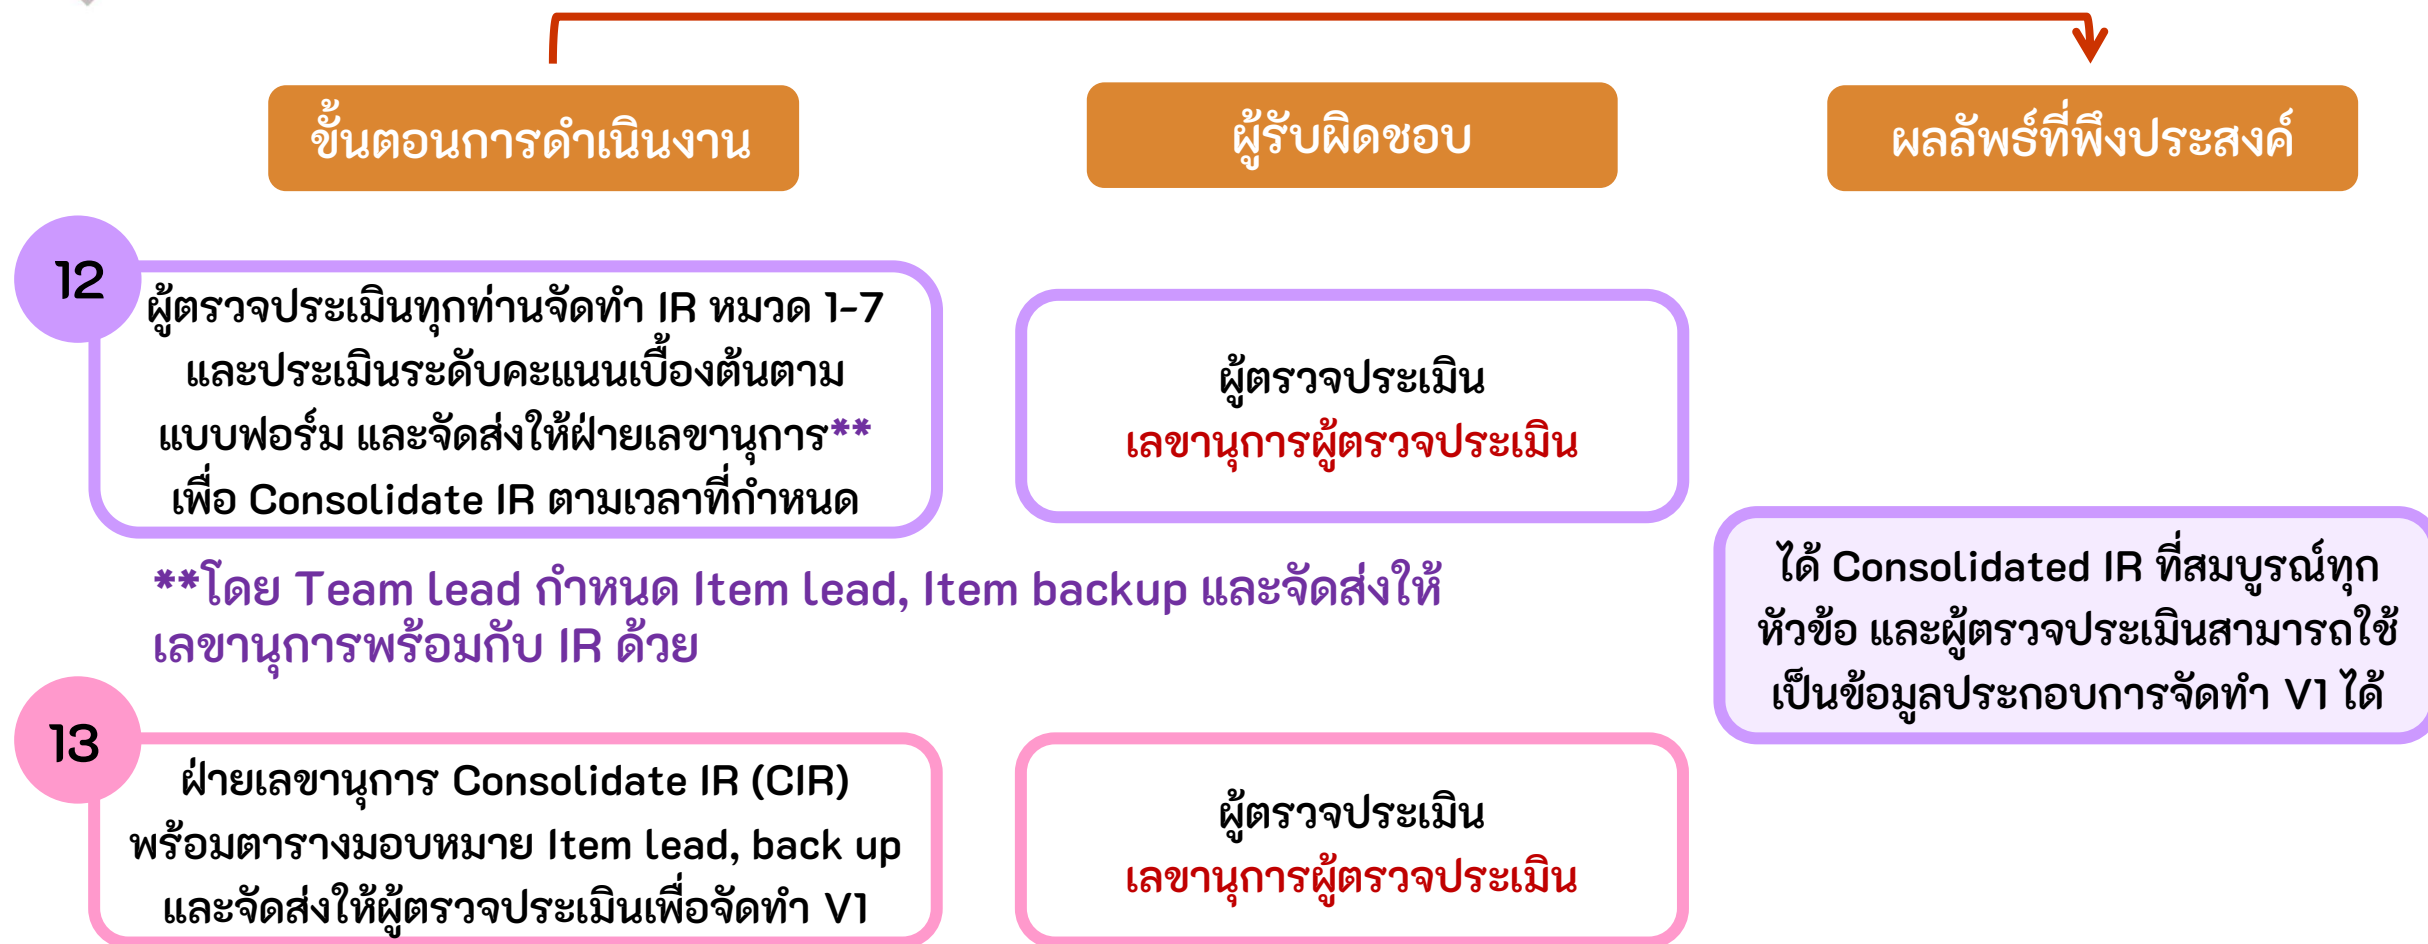 ขั้นตอนการดำเนินงาน
ผู้รับผิดชอบ
ผลลัพธ์ที่พึงประสงค์
12
ผู้ตรวจประเมินทุกท่านจัดทำ IR หมวด 1-7
และประเมินระดับคะแนนเบื้องต้นตาม
แบบฟอร์ม และจัดส่งให้ฝ่ายเลขานุการ**
เพื่อ Consolidate IR ตามเวลาที่กำหนด
ผู้ตรวจประเมิน
เลขานุการผู้ตรวจประเมิน
**โดย Team lead กำหนด Item lead, Item backup และจัดส่งให้
เลขานุการพร้อมกับ IR ด้วย
ได้ Consolidated IR ที่สมบูรณ์ทุก
หัวข้อ และผู้ตรวจประเมินสามารถใช้
เป็นข้อมูลประกอบการจัดทำ V1 ได้
13
ฝ่ายเลขานุการ Consolidate IR (CIR)
พร้อมตารางมอบหมาย Item lead, back up
และจัดส่งให้ผู้ตรวจประเมินเพื่อจัดทำ V1
ผู้ตรวจประเมิน
เลขานุการผู้ตรวจประเมิน